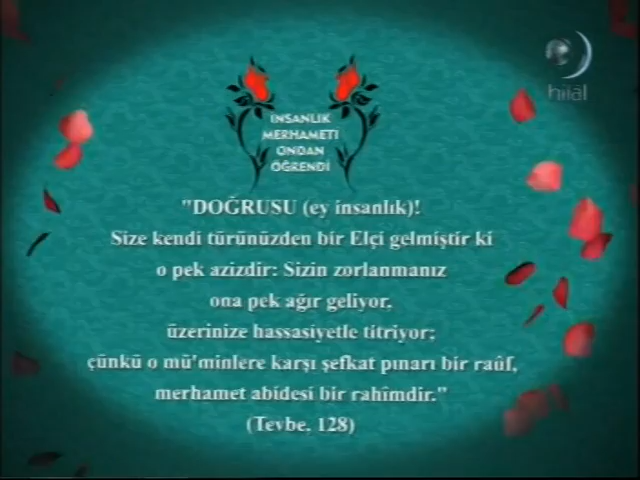 hilâl
İNSANLIK
MERHAMETİ
ONDAN
ÖĞRENDİ
"DOĞRUSU (ey insanlık)!
Size kendi türünüzden bir Elçi gelmiştir ki
o pek azizdir: Sizin zorlanmanız
ona pek ağır geliyor,
üzerinize hassasiyetle titriyor;
çünkü o mü'minlere karşı şefkat pınarı bir raûf,
merhamet abidesi bir rahîmdir."
(Tevbe, 128)